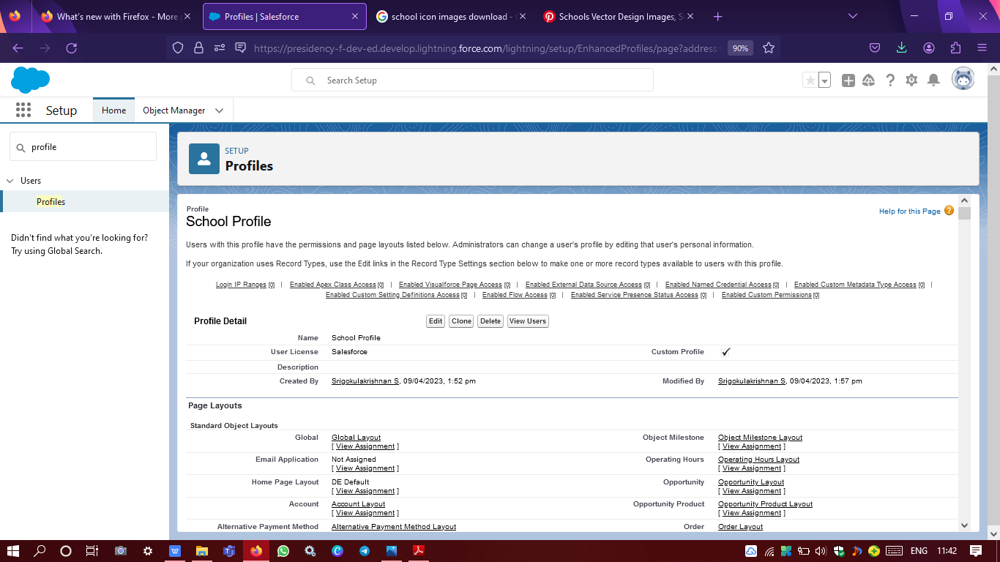 What's new with Firefox - More
Profiles | Salesforce
school icon images download -
Schools Vector Design Images,
https://presidency-f-dev-ed.develop.lightning.force.com/lightning/setup/EnhancedProfiles/page?address
90%
Search Setup
Setup
Home
Object Manager
profile
Users
Profiles
Didn't find what you're looking for?
Try using Global Search.
SETUP
Profiles
Profile
School Profile
Help for this Page
Users with this profile have the permissions and page layouts listed below. Administrators can change a user's profile by editing that user's personal information.
If your organization uses Record Types, use the Edit links in the Record Type Settings section below to make one or more record types available to users with this profile.
Login IP Ranges [0] | Enabled Apex Class Access [0] | Enabled Visualforce Page Access [0] | Enabled External Data Source Access [0] | Enabled Named Credential Access [0] | Enabled Custom Metadata Type Access [0] |
Enabled Custom Setting Definitions Access [0] | Enabled Flow Access [0] | Enabled Service Presence Status Access [0] | Enabled Custom Permissions [0]
Profile Detail Edit Clone Delete View Users
Name School Profile
User License Salesforce Custom Profile ✓
Description
Created By Srigokulakrishnan S, 09/04/2023, 1:52 pm Modified By Srigokulakrishnan S, 09/04/2023, 1:57 pm
Page Layouts
Standard Object Layouts
Global Global Layout Object Milestone Object Milestone Layout
[ View Assignment ] [ View Assignment ]
Email Application Not Assigned Operating Hours Operating Hours Layout
[ View Assignment ] [ View Assignment ]
Home Page Layout DE Default Opportunity Opportunity Layout
[ View Assignment ] [ View Assignment ]
Account Account Layout Opportunity Product Opportunity Product Layout
[ View Assignment ] [ View Assignment ]
Alternative Payment Method Alternative Payment Method Layout Order Order Layout
ENG 11:42